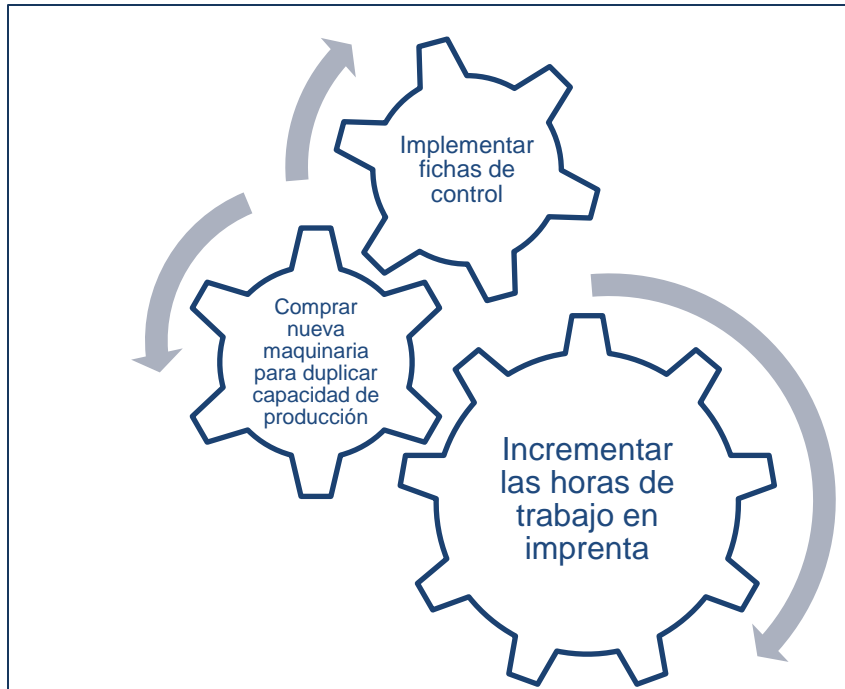 Implementar
fichas de
control
Comprar
nueva
maquinaria
para duplicar
capacidad de
producción
Incrementar
las horas de
trabajo en
imprenta